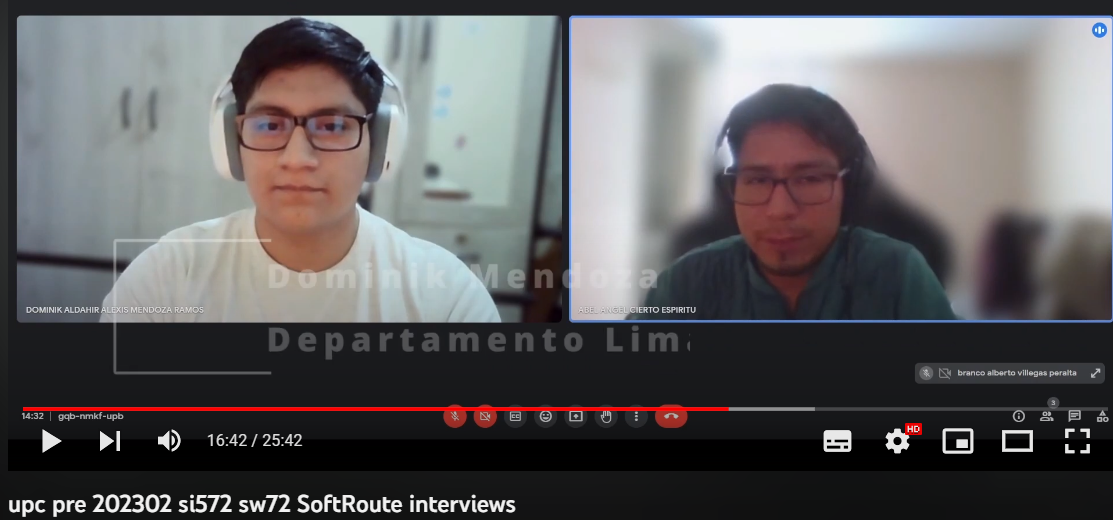 Dominik Mendoza
DOMINIK ALDAHIR ALEXIS MENDOZA RAMOS
ABEL ANGEL CIERTO ESPIRITU
Departamento Lima
branco alberto villegas peralta
3
14:32 | gqb-nmkf-upb
16:42 / 25:42
HD
upc pre 202302 si572 sw72 SoftRoute interviews